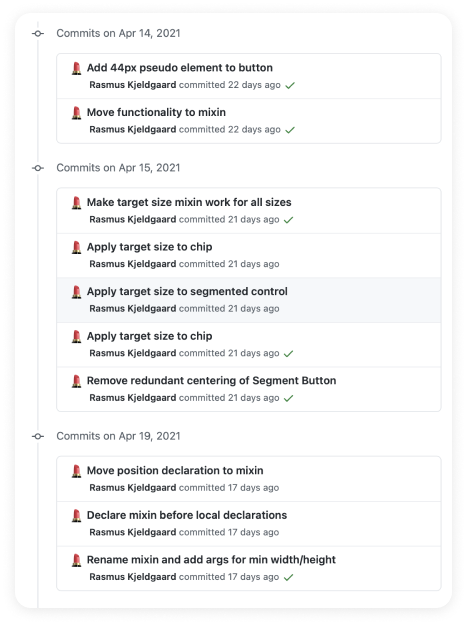 Commits on Apr 14, 2021
Add 44px pseudo element to button
Rasmus Kjeldgaard committed 22 days ago
Move functionality to mixin
Rasmus Kjeldgaard committed 22 days ago
Commits on Apr 15, 2021
Make target size mixin work for all sizes
Rasmus Kjeldgaard committed 21 days ago
Apply target size to chip
Rasmus Kjeldgaard committed 21 days ago
Apply target size to segmented control
Rasmus Kjeldgaard committed 21 days ago
Apply target size to chip
Rasmus Kjeldgaard committed 21 days ago
Remove redundant centering of Segment Button
Rasmus Kjeldgaard committed 21 days ago
Commits on Apr 19, 2021
Move position declaration to mixin
Rasmus Kjeldgaard committed 17 days ago
Declare mixin before local declarations
Rasmus Kjeldgaard committed 17 days ago
Rename mixin and add args for min width/height
Rasmus Kjeldgaard committed 17 days ago